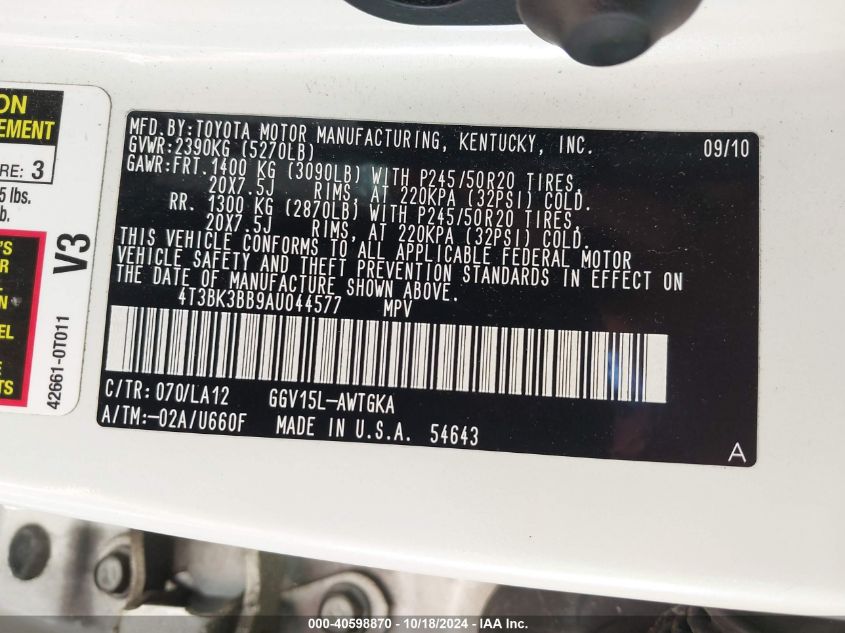 MFD.BY:TOYOTA MOTOR MANUFACTURING, KENTUCKY, INC. 09/10
GVWR:2390KG (5270LB)
GAWR:FRT.1400 KG (3090LB) WITH P245/50R20 TIRES,
20X7.5J RIMS, AT 220KPA (32PSI) COLD.
RR. 1300 KG (2870LB) WITH P245/50R20 TIRES,
20X7.5J RIMS, AT 220KPA (32PSI) COLD.
THIS VEHICLE CONFORMS TO ALL APPLICABLE FEDERAL MOTOR
VEHICLE SAFETY AND THEFT PREVENTION STANDARDS IN EFFECT ON
THE DATE OF MANUFACTURE SHOWN ABOVE.
4T3BK3BB9AU044577 MPV
C/TR:070/LA12 GGV15L-AWTGKA
A/TM:-02A/U660F MADE IN U.S.A. 54643
A
ON
EMENT
RE: 3
5 lbs.
b.
'S
R
IN
EL
E
TS
V3
42661-0T011
000-40598870 - 10/18/2024 - IAA Inc.